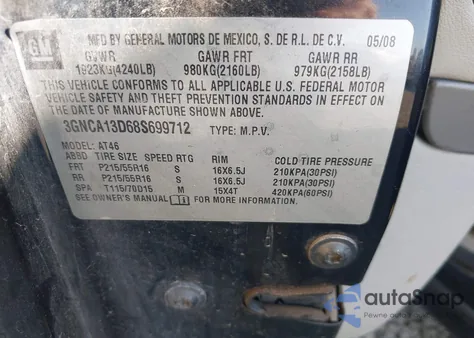 GM
MFD BY GENERAL MOTORS DE MEXICO, S. DE R.L. DE C.V. 05/08
GVWR GAWR FRT GAWR RR
1923KG(4240LB) 980KG(2160LB) 979KG(2158LB)
THIS VEHICLE CONFORMS TO ALL APPLICABLE U.S. FEDERAL MOTOR
VEHICLE SAFETY AND THEFT PREVENTION STANDARDS IN EFFECT ON
THE DATE OF MANUFACTURE SHOWN ABOVE.
3GNCA13D68S699712 TYPE: M.P.V.
MODEL: AT46
ABBD TIRE SIZE SPEED RTG RIM COLD TIRE PRESSURE
FRT P215/55R16 S 16X6.5J 210KPA(30PSI)
RR P215/55R16 S 16X6.5J 210KPA(30PSI)
SPA T115/70D15 M 15X4T 420KPA(60PSI)
SEE OWNER'S MANUAL FOR MORE INFORMATION.
autoSnap